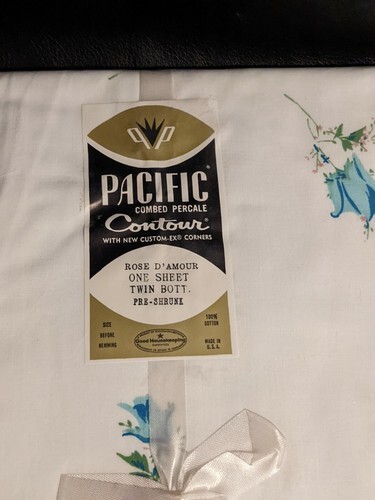 PACIFIC
COMBED PERCALE
Contour®
WITH NEW CUSTOM-EX® CORNERS
ROSE D'AMOUR
ONE SHEET
TWIN BOTT.
PRE-SHRUNK
SIZE
BEFORE
HEMMING
Good Housekeeping
100%
COTTON
MADE IN
U.S.A.